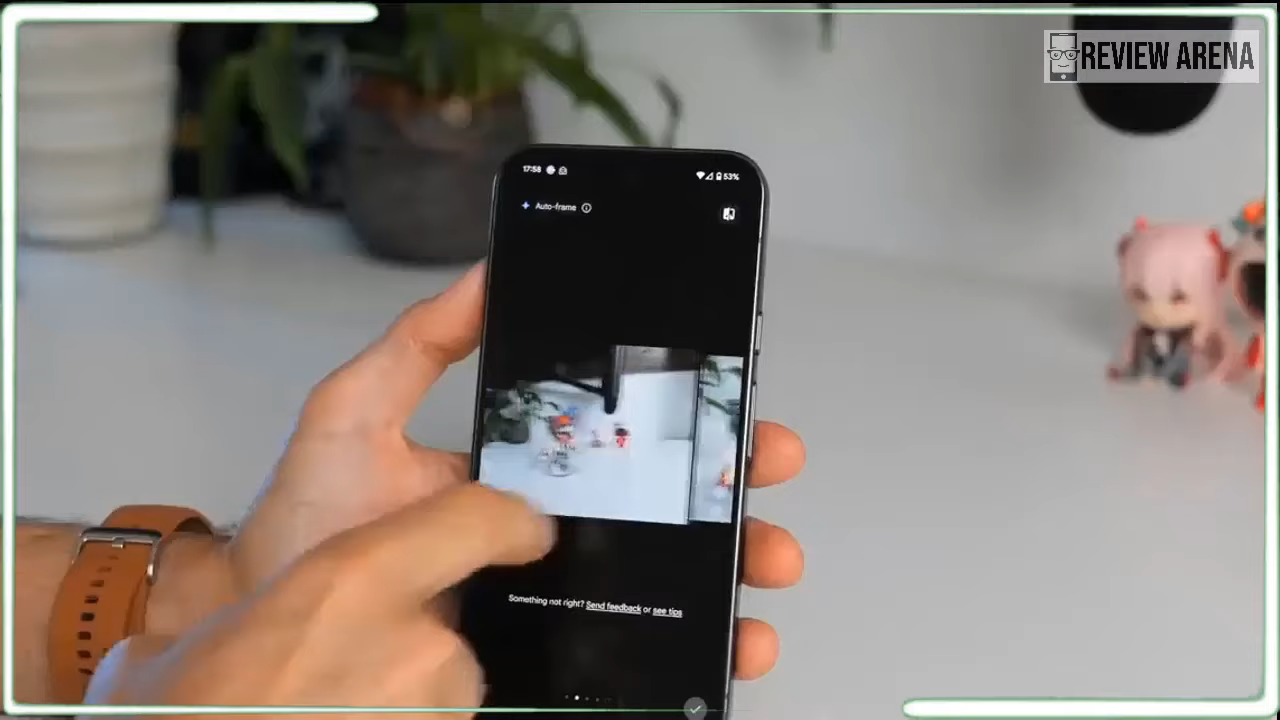 REVIEW ARENA
17:58
53%
Auto-frame
Something not right? Send feedback or see tips